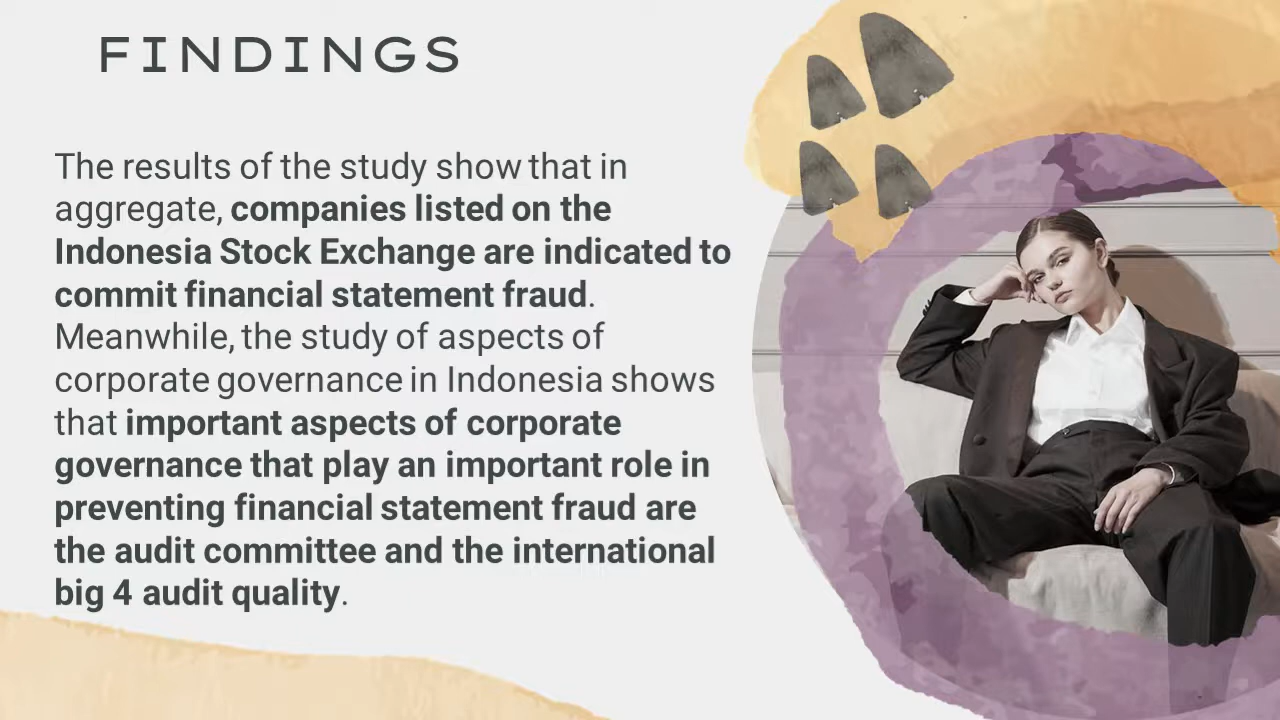 FINDINGS
The results of the study show that in
aggregate, companies listed on the
Indonesia Stock Exchange are indicated to
commit financial statement fraud.
Meanwhile, the study of aspects of
corporate governance in Indonesia shows
that important aspects of corporate
governance that play an important role in
preventing financial statement fraud are
the audit committee and the international
big 4 audit quality.